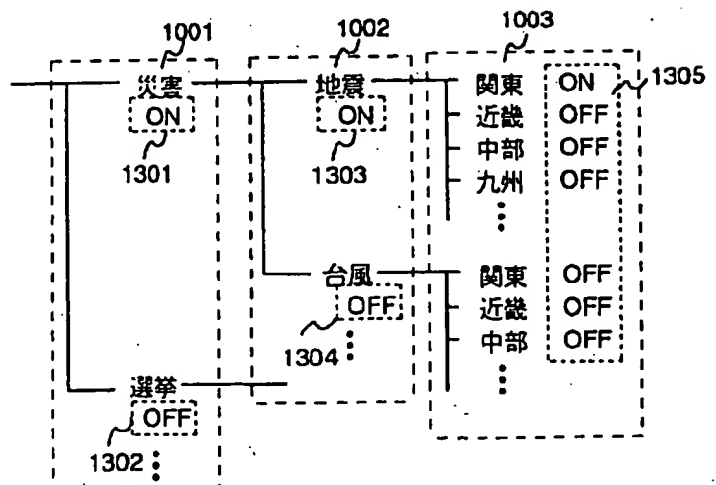 1001
1002
1003
災害 地震 関東 ON 1305
ON ON 近畿 OFF
中部 OFF
1301 1303 九州 OFF
台風 関東 OFF
OFF 近畿 OFF
1304 中部 OFF
選挙
OFF
1302